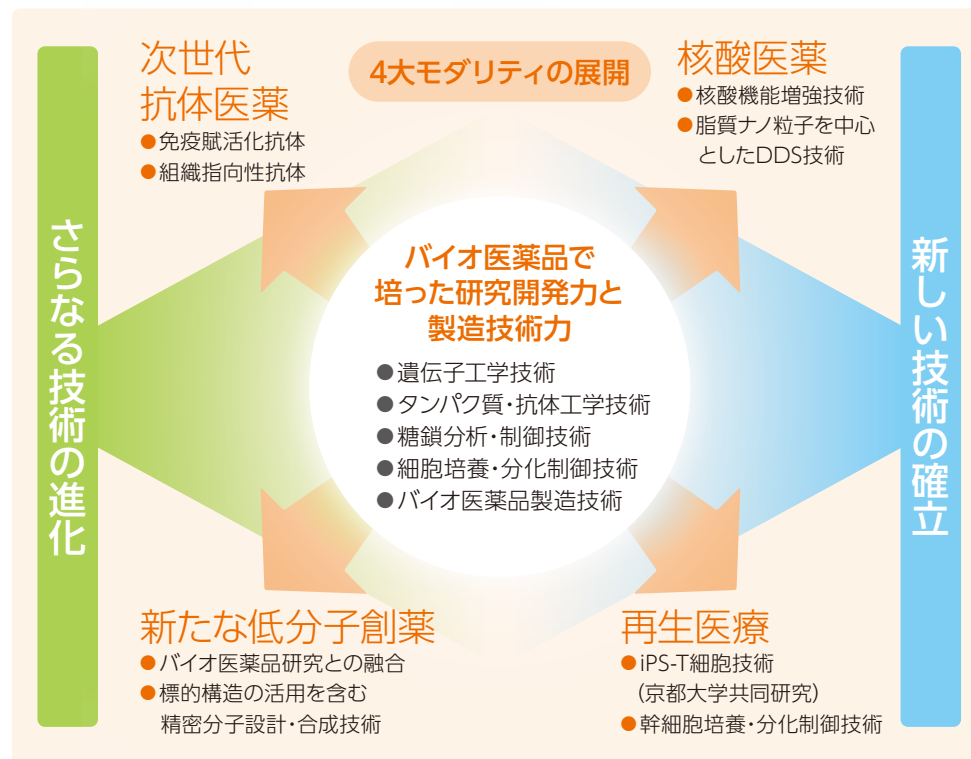 4大モダリティの展開
次世代
抗体医薬
●免疫賦活化抗体
●組織指向性抗体
核酸医薬
●核酸機能増強技術
●脂質ナノ粒子を中心
としたDDS技術
さらなる技術の進化
バイオ医薬品で
培った研究開発力と
製造技術力
●遺伝子工学技術
●タンパク質・抗体工学技術
●糖鎖分析・制御技術
●細胞培養・分化制御技術
●バイオ医薬品製造技術
新しい技術の確立
新たな低分子創薬
●バイオ医薬品研究との融合
●標的構造の活用を含む
精密分子設計・合成技術
再生医療
●iPS-T細胞技術
(京都大学共同研究)
●幹細胞培養・分化制御技術